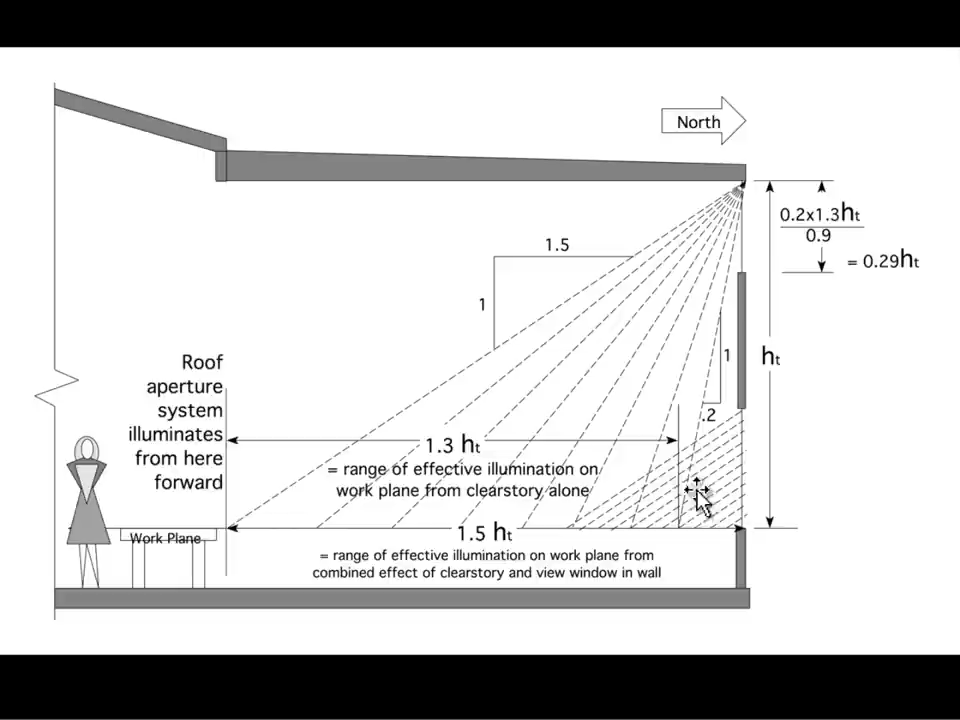 North
0.2x1.3ht
0.9
= 0.29ht
1.5
1
ht
1
.2
Roof
aperture
system
illuminates
from here
forward
1.3 ht
= range of effective illumination on
work plane from clearstory alone
Work Plane
1.5 ht
= range of effective illumination on work plane from
combined effect of clearstory and view window in wall